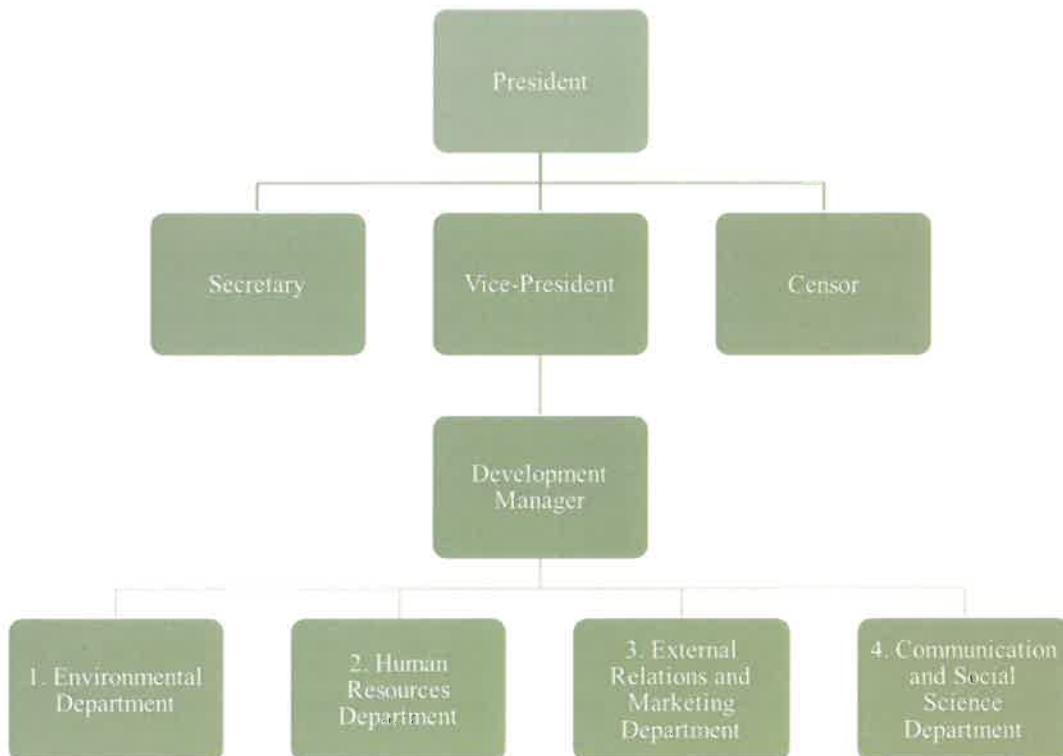 President
Secretary
Vice-President
Censor
Development
Manager
1. Environmental
Department
2. Human
Resources
Department
3. External
Relations and
Marketing
Department
4. Communication
and Social
Science
Department